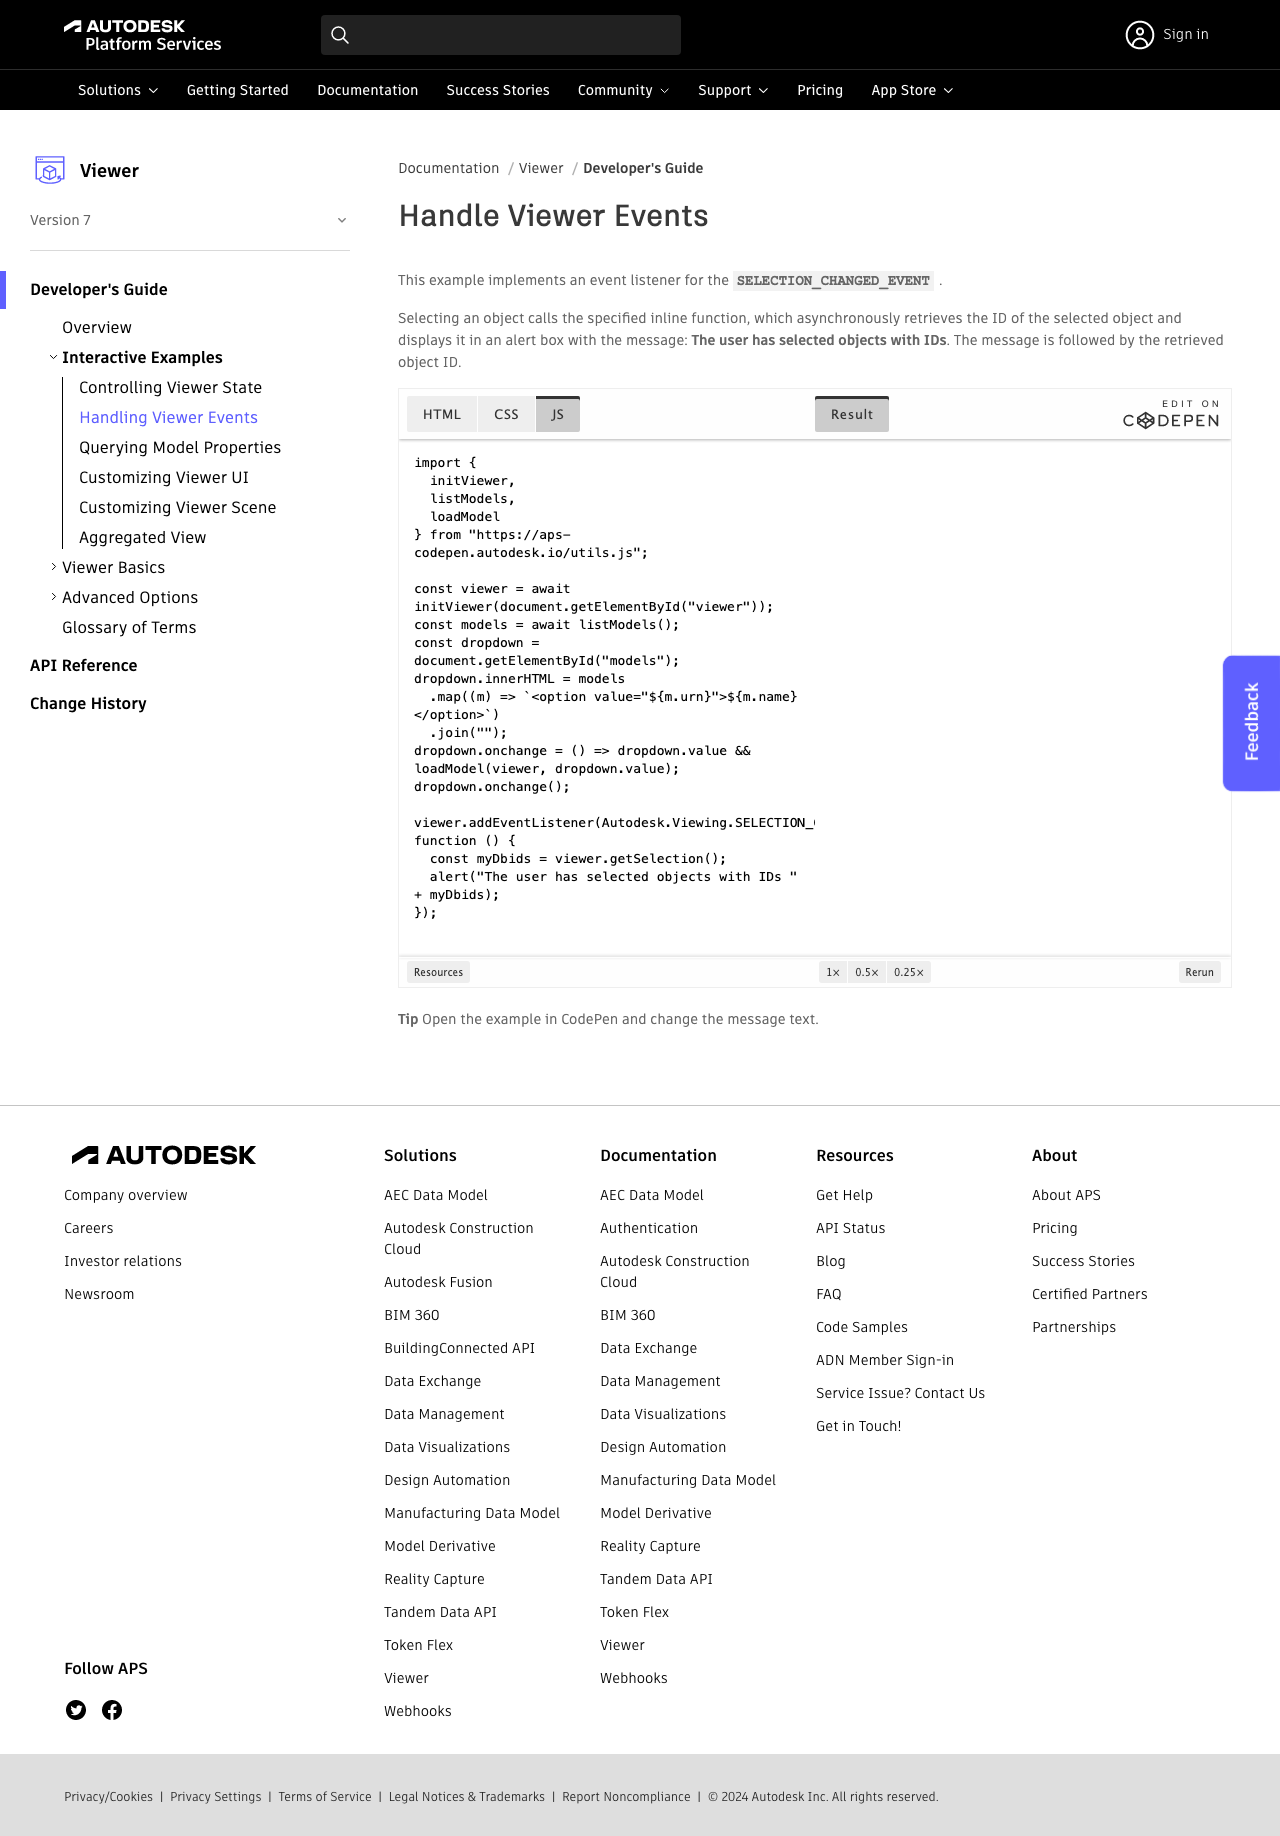 AUTODESK
Platform Services
Sign in
Solutions
Getting Started
Documentation
Success Stories
Community
Support
Pricing
App Store
Viewer
Version 7
Developer's Guide
Overview
Interactive Examples
Controlling Viewer State
Handling Viewer Events
Querying Model Properties
Customizing Viewer UI
Customizing Viewer Scene
Aggregated View
Viewer Basics
Advanced Options
Glossary of Terms
API Reference
Change History
Documentation / Viewer / Developer's Guide
Handle Viewer Events
This example implements an event listener for the SELECTION_CHANGED_EVENT .
Selecting an object calls the specified inline function, which asynchronously retrieves the ID of the selected object and
displays it in an alert box with the message: The user has selected objects with IDs. The message is followed by the retrieved
object ID.
HTML CSS JS Result
EDIT ON
CODEPEN
import {
  initViewer,
  listModels,
  loadModel
} from "https://aps-
codepen.autodesk.io/utils.js";
const viewer = await
initViewer(document.getElementById("viewer"));
const models = await listModels();
const dropdown =
document.getElementById("models");
dropdown.innerHTML = models
  .map((m) => `<option value="${m.urn}">${m.name}
</option>`)
  .join("");
dropdown.onchange = () => dropdown.value &&
loadModel(viewer, dropdown.value);
dropdown.onchange();
viewer.addEventListener(Autodesk.Viewing.SELECTION_
function () {
  const myDbids = viewer.getSelection();
  alert("The user has selected objects with IDs "
+ myDbids);
});
Resources 1× 0.5× 0.25× Rerun
Tip Open the example in CodePen and change the message text.
Feedback
AUTODESK
Company overview
Careers
Investor relations
Newsroom
Follow APS
Solutions
AEC Data Model
Autodesk Construction
Cloud
Autodesk Fusion
BIM 360
BuildingConnected API
Data Exchange
Data Management
Data Visualizations
Design Automation
Manufacturing Data Model
Model Derivative
Reality Capture
Tandem Data API
Token Flex
Viewer
Webhooks
Documentation
AEC Data Model
Authentication
Autodesk Construction
Cloud
BIM 360
Data Exchange
Data Management
Data Visualizations
Design Automation
Manufacturing Data Model
Model Derivative
Reality Capture
Tandem Data API
Token Flex
Viewer
Webhooks
Resources
Get Help
API Status
Blog
FAQ
Code Samples
ADN Member Sign-in
Service Issue? Contact Us
Get in Touch!
About
About APS
Pricing
Success Stories
Certified Partners
Partnerships
Privacy/Cookies | Privacy Settings | Terms of Service | Legal Notices & Trademarks | Report Noncompliance | © 2024 Autodesk Inc. All rights reserved.